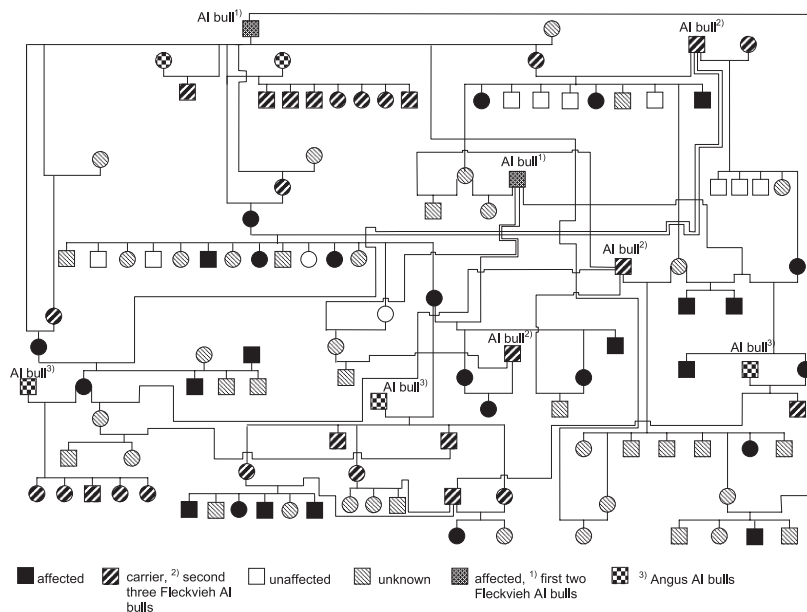 AI bull1)
AI bull2)
AI bull1)
AI bull2)
AI bull2)
AI bull3)
AI bull3)
AI bull3)
affected
carrier, 2) second
three Fleckvieh AI
bulls
unaffected
unknown
affected, 1) first two
Fleckvieh AI bulls
3) Angus AI bulls